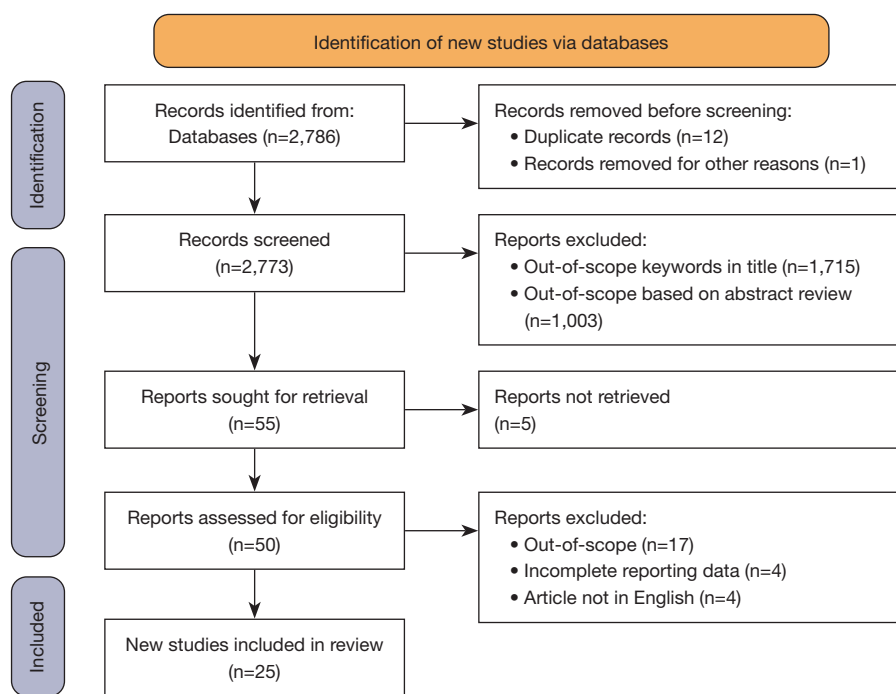 Identification of new studies via databases
Identification
Records identified from:
Databases (n=2,786)
Records removed before screening:
• Duplicate records (n=12)
• Records removed for other reasons (n=1)
Screening
Records screened
(n=2,773)
Reports excluded:
• Out-of-scope keywords in title (n=1,715)
• Out-of-scope based on abstract review
(n=1,003)
Reports sought for retrieval
(n=55)
Reports not retrieved
(n=5)
Reports assessed for eligibility
(n=50)
Reports excluded:
• Out-of-scope (n=17)
• Incomplete reporting data (n=4)
• Article not in English (n=4)
Included
New studies included in review
(n=25)